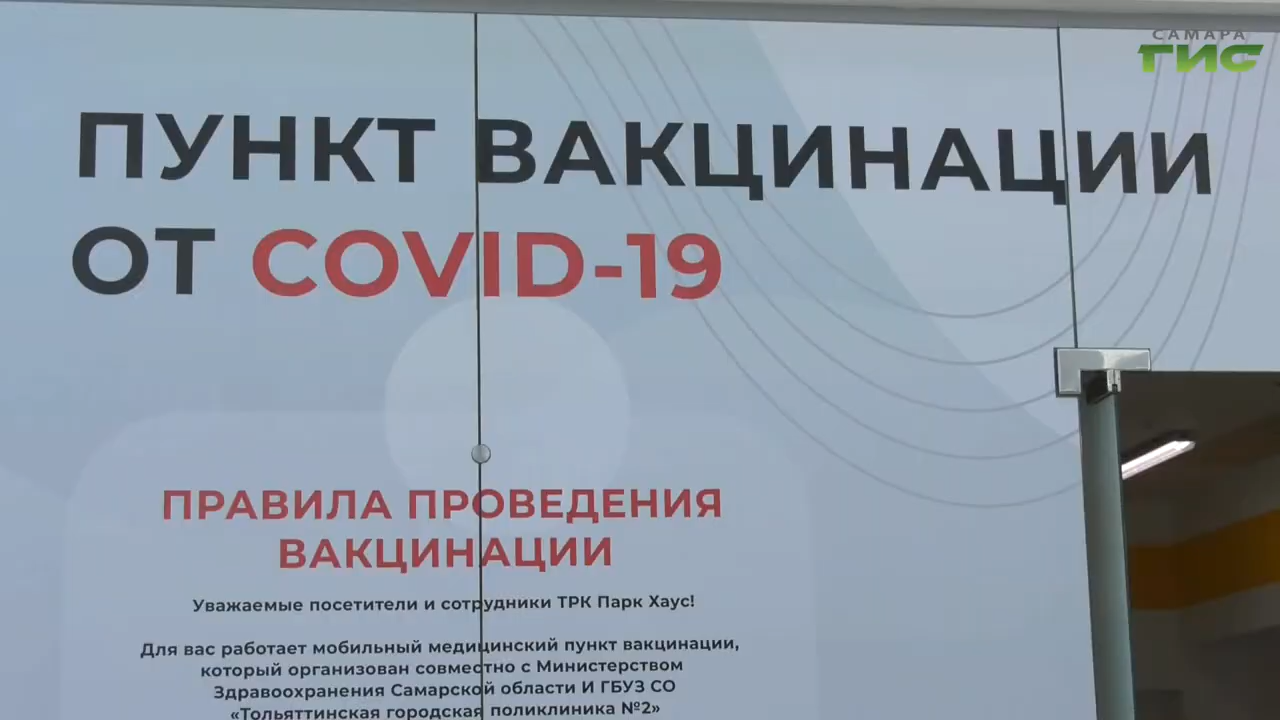 САМАРА
ГИС
ПУНКТ ВАКЦИНАЦИИ
ОТ COVID-19
ПРАВИЛА ПРОВЕДЕНИЯ
ВАКЦИНАЦИИ
Уважаемые посетители и сотрудники ТРК Парк Хаус!
Для вас работает мобильный медицинский пункт вакцинации,
который организован совместно с Министерством
Здравоохранения Самарской области И ГБУЗ СО
«Тольяттинская городская поликлиника №2»